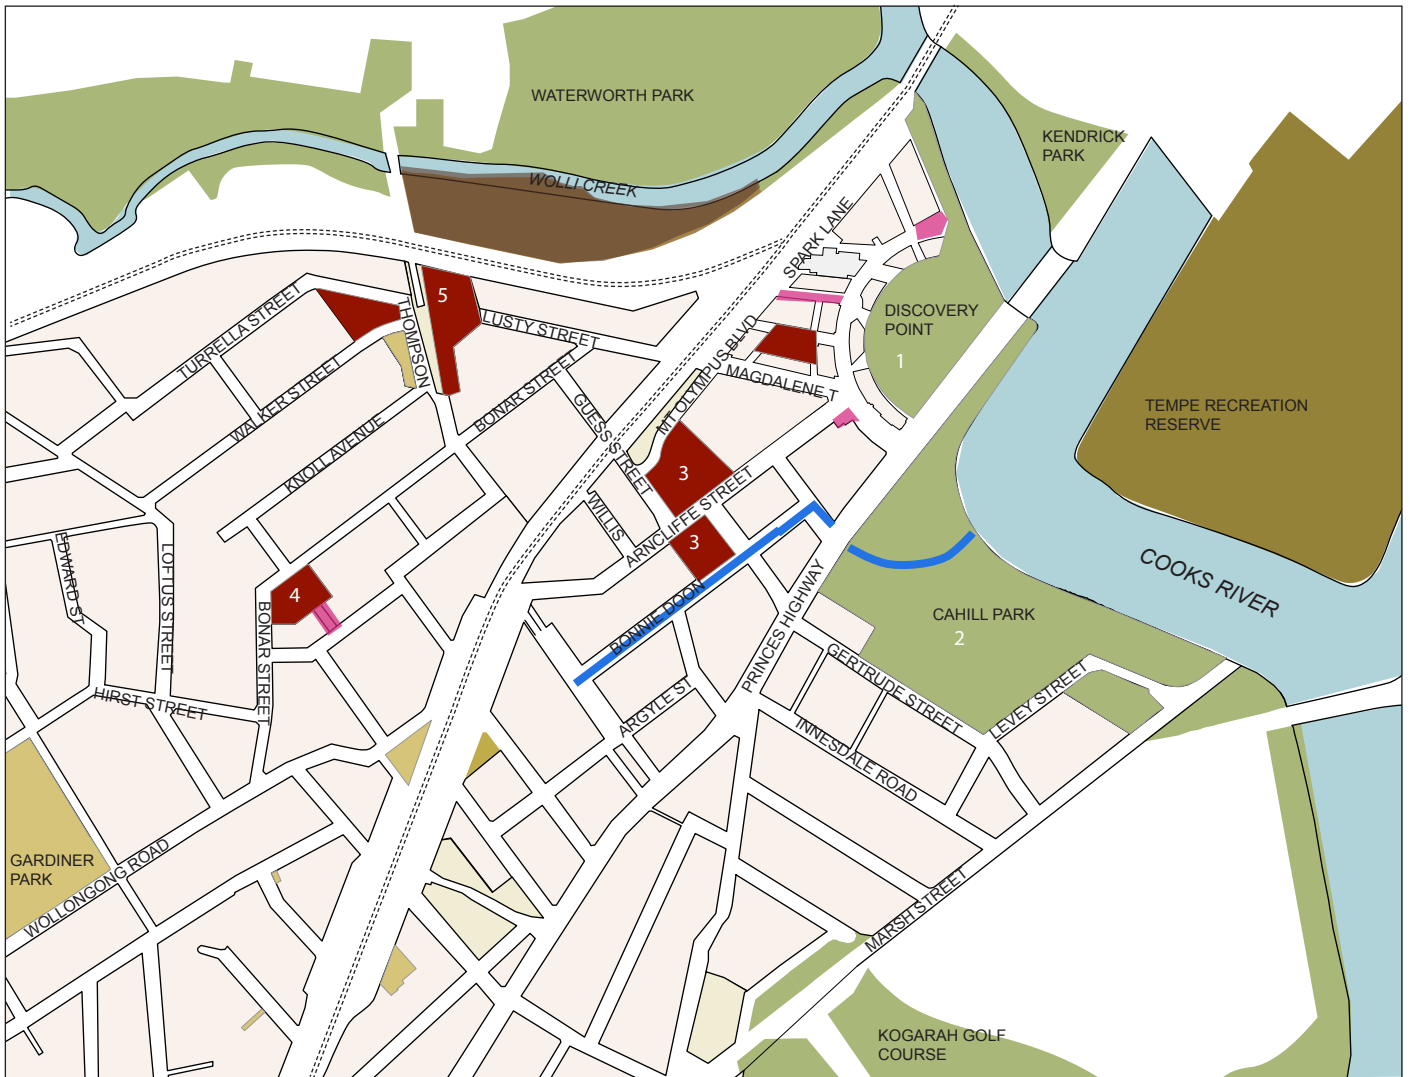 WATERWORTH PARK
KENDRICK
PARK
WOLLI CREEK
SPARK LANE
5
DISCOVERY
POINT
1
TURRELLA STREET
THOMPSON
LUSTY STREET
MT OLYMPUS BLVD
WALKER STREET
BONAR STREET
MAGDALENE T
TEMPE RECREATION
RESERVE
KNOLL AVENUE
GUESS STREET
3
WILLIS
ARNCLIFFE STREET
3
EDWARD ST
LOFTUS STREET
COOKS RIVER
4
BONAR STREET
BONNIE DOON
PRINCES HIGHWAY
CAHILL PARK
2
HIRST STREET
ARGYLE ST
GERTRUDE STREET
LEVEY STREET
INNESDALE ROAD
GARDINER
PARK
WOLLONGONG ROAD
MARSH STREET
KOGARAH GOLF
COURSE